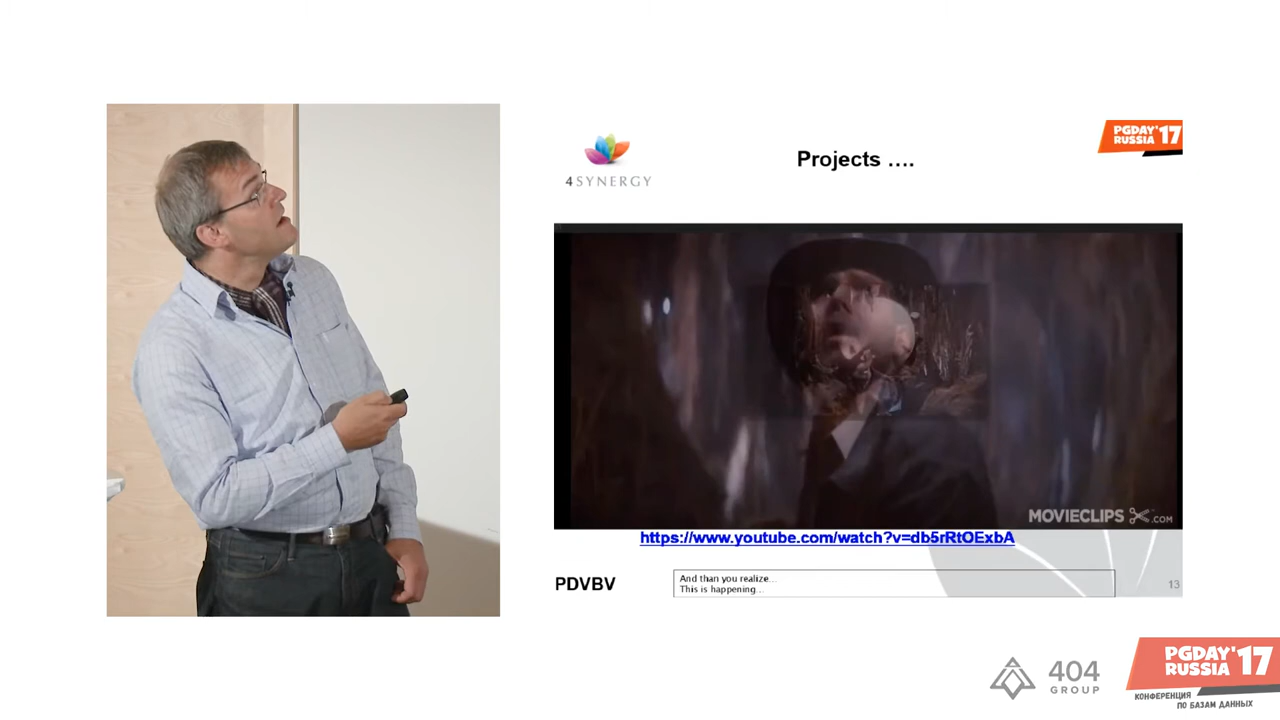 4SYNERGY
Projects ….
PGDAY'17
RUSSIA
MOVIECLIPS .COM
https://www.youtube.com/watch?v=db5rRtOExbA
PDVBV
And than you realize...
This is happening...
13
404
GROUP
PGDAY'17
RUSSIA
КОНФЕРЕНЦИЯ
ПО БАЗАМ ДАННЫХ